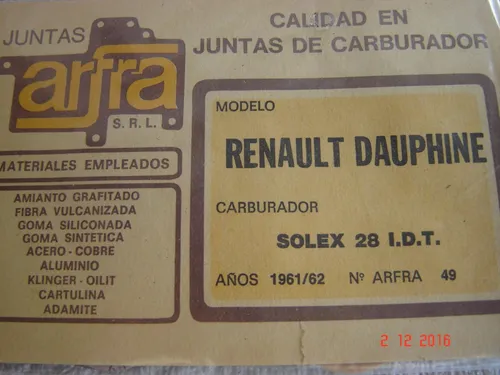 JUNTAS
arfra
S.R.L.
CALIDAD EN
JUNTAS DE CARBURADOR
MATERIALES EMPLEADOS
AMIANTO GRAFITADO
FIBRA VULCANIZADA
GOMA SILICONADA
GOMA SINTETICA
ACERO - COBRE
ALUMINIO
KLINGER - OILIT
CARTULINA
ADAMITE
MODELO
RENAULT DAUPHINE
CARBURADOR
SOLEX 28 I.D.T.
AÑOS 1961/62 Nº ARFRA 49
2 12 2016